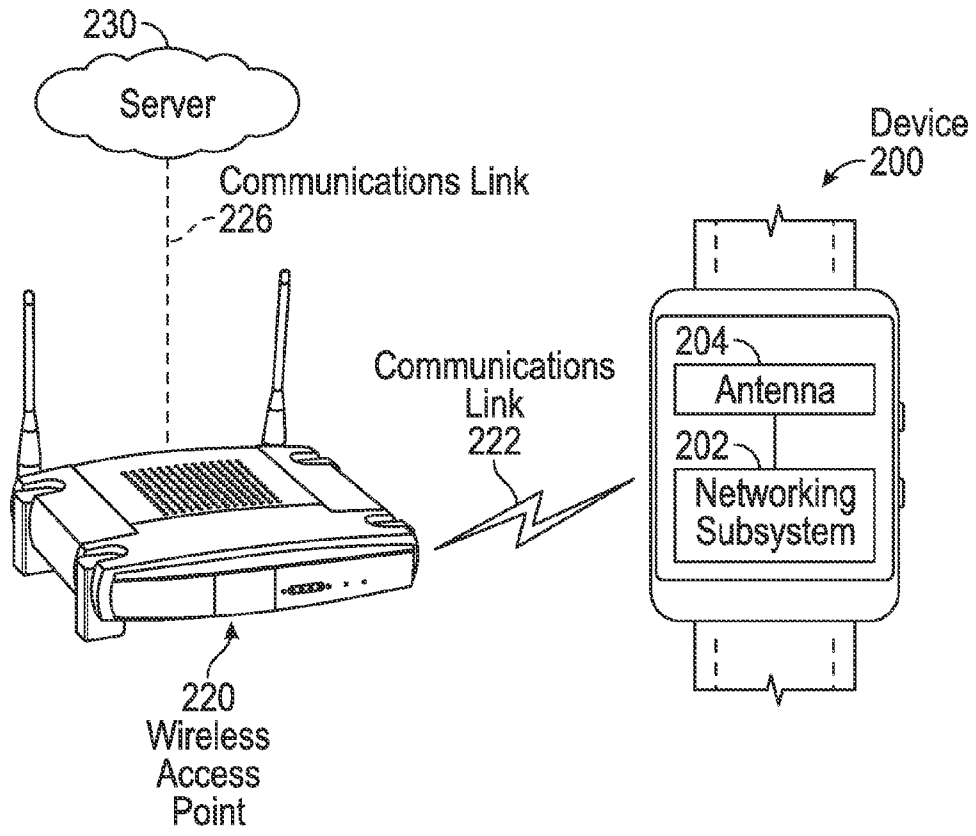 230
Server
Communications Link
226
Device
200
Communications
Link
222
204
Antenna
202
Networking
Subsystem
220
Wireless
Access
Point